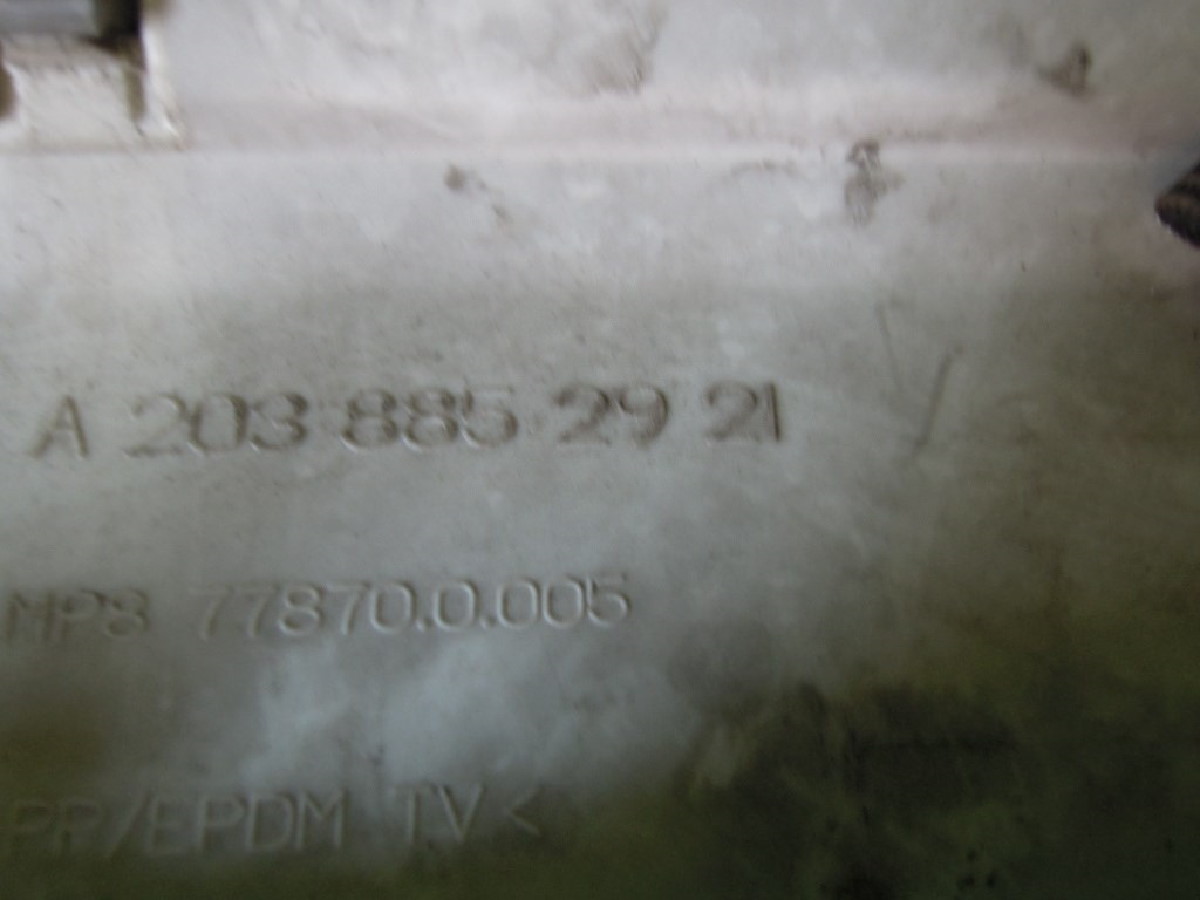 A 203 885 29 21 /
MP8 77870.0.005
PP/EPDM TV<